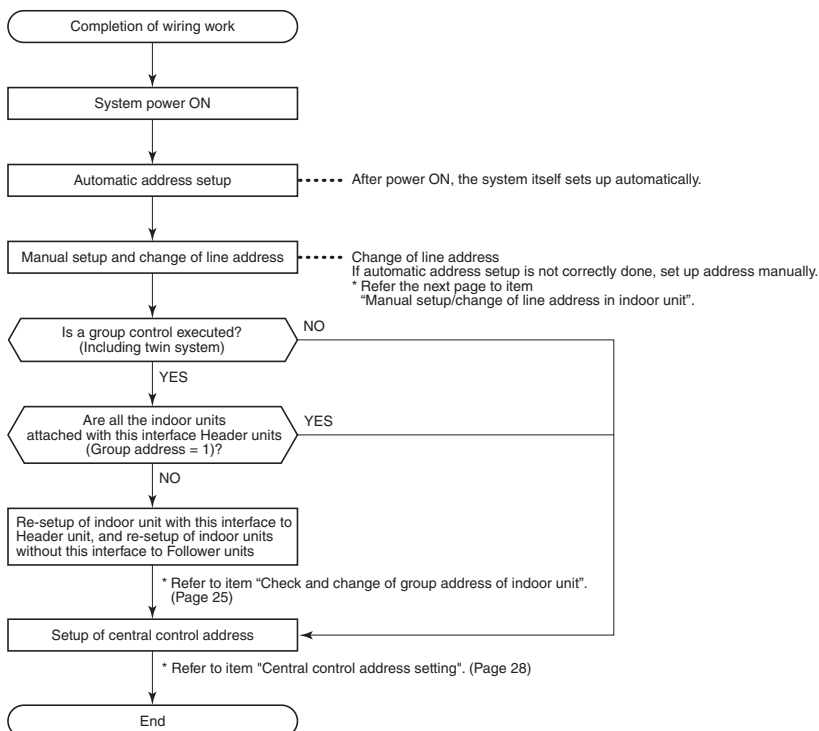 Completion of wiring work
System power ON
Automatic address setup
After power ON, the system itself sets up automatically.
Manual setup and change of line address
Change of line address
If automatic address setup is not correctly done, set up address manually.
* Refer the next page to item
“Manual setup/change of line address in indoor unit”.
Is a group control executed?
(Including twin system)
NO
YES
Are all the indoor units
attached with this interface Header units
(Group address = 1)?
YES
NO
Re-setup of indoor unit with this interface to
Header unit, and re-setup of indoor units
without this interface to Follower units
* Refer to item “Check and change of group address of indoor unit”.
(Page 25)
Setup of central control address
* Refer to item "Central control address setting". (Page 28)
End